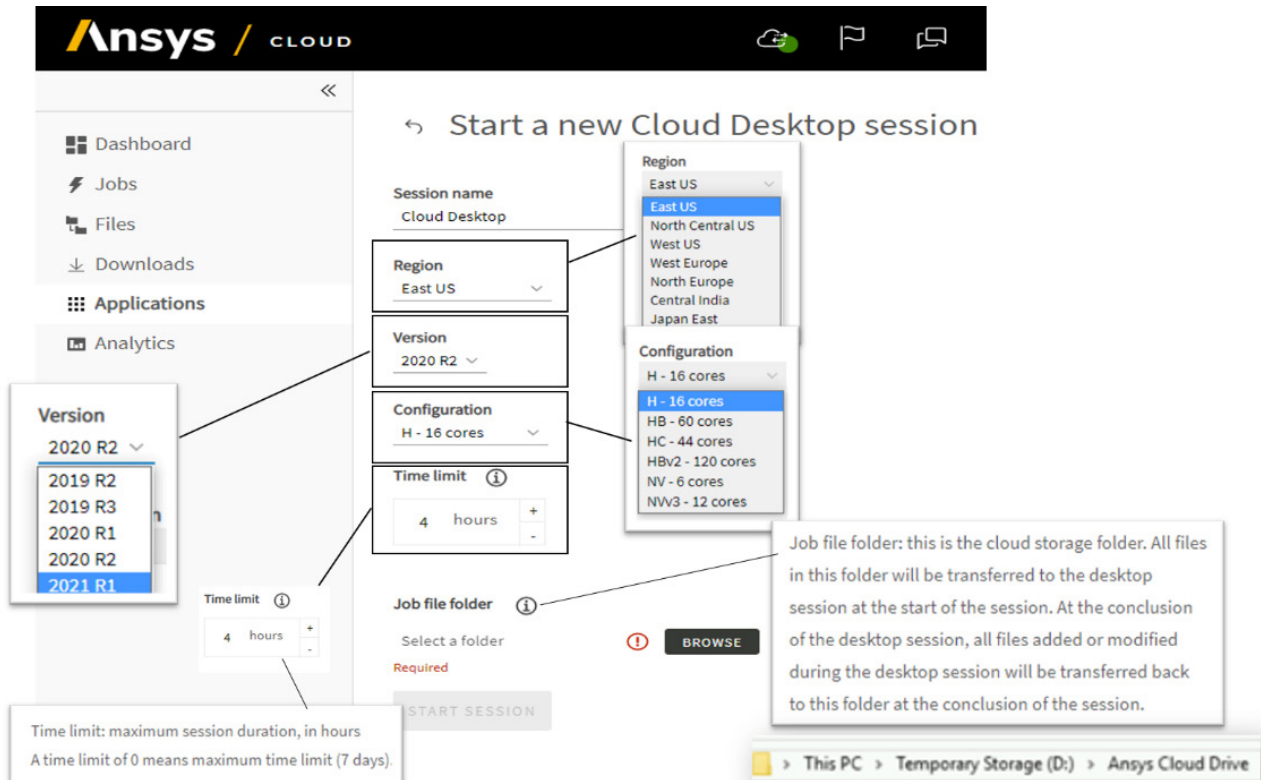 Ansys / CLOUD
Dashboard
Jobs
Files
Downloads
Applications
Analytics
Start a new Cloud Desktop session
Session name
Cloud Desktop
Region
East US
Version
2020 R2
Configuration
H - 16 cores
Time limit
4 hours
+
-
Job file folder
Select a folder
BROWSE
Required
START SESSION
Region
East US
East US
North Central US
West US
West Europe
North Europe
Central India
Japan East
Configuration
H - 16 cores
H - 16 cores
HB - 60 cores
HC - 44 cores
HBv2 - 120 cores
NV - 6 cores
NVv3 - 12 cores
Version
2020 R2
2019 R2
2019 R3
2020 R1
2020 R2
2021 R1
n
Time limit
4 hours
+
-
Time limit: maximum session duration, in hours
A time limit of 0 means maximum time limit (7 days).
Job file folder: this is the cloud storage folder. All files
in this folder will be transferred to the desktop
session at the start of the session. At the conclusion
of the desktop session, all files added or modified
during the desktop session will be transferred back
to this folder at the conclusion of the session.
> This PC > Temporary Storage (D:) > Ansys Cloud Drive